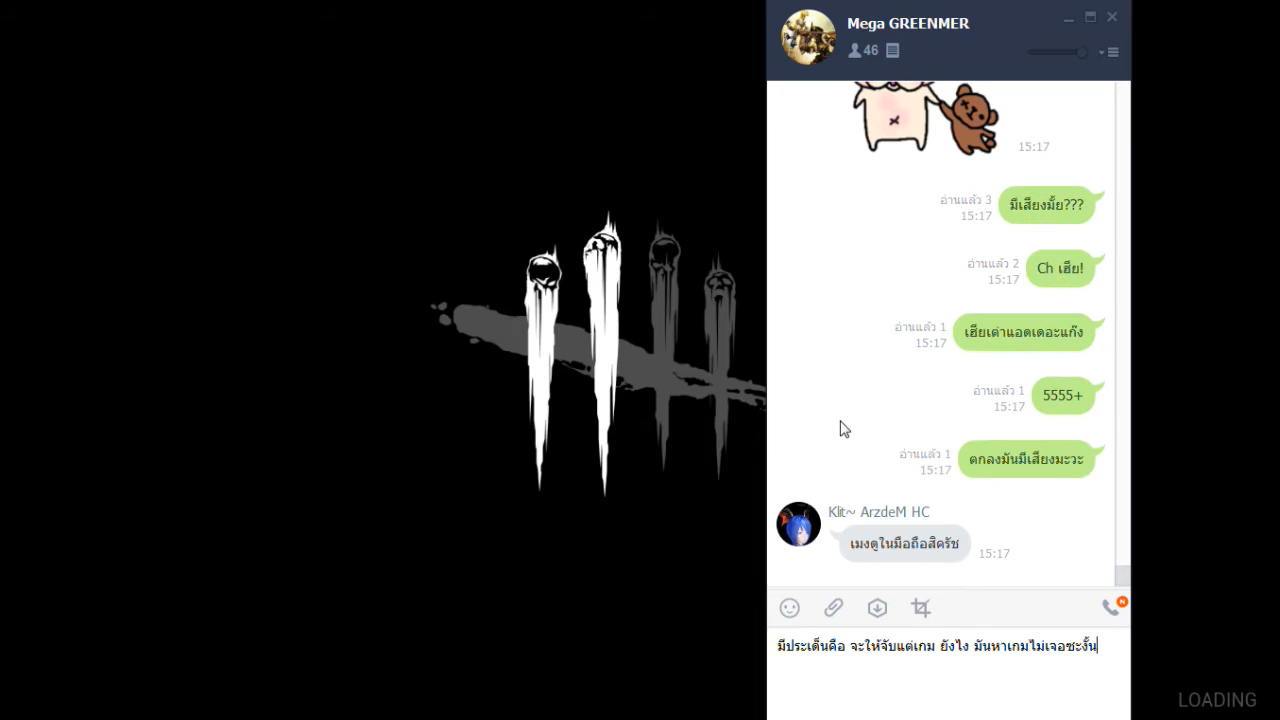 Mega GREENMER
46
15:17
อ่านแล้ว 3
15:17
มีเสียงมั้ย???
อ่านแล้ว 2
15:17
Ch เฮีย!
อ่านแล้ว 1
15:17
เฮียเต่าแอดเดอะแก๊ง
อ่านแล้ว 1
15:17
5555+
อ่านแล้ว 1
15:17
ตกลงมันมีเสียงมะวะ
Klit~ ArzdeM HC
เมงดูในมือถือสิครัช
15:17
N
มีประเด็นคือ จะให้จับแต่เกม ยังไง มันหาเกมไม่เจอซะงั้น
LOADING